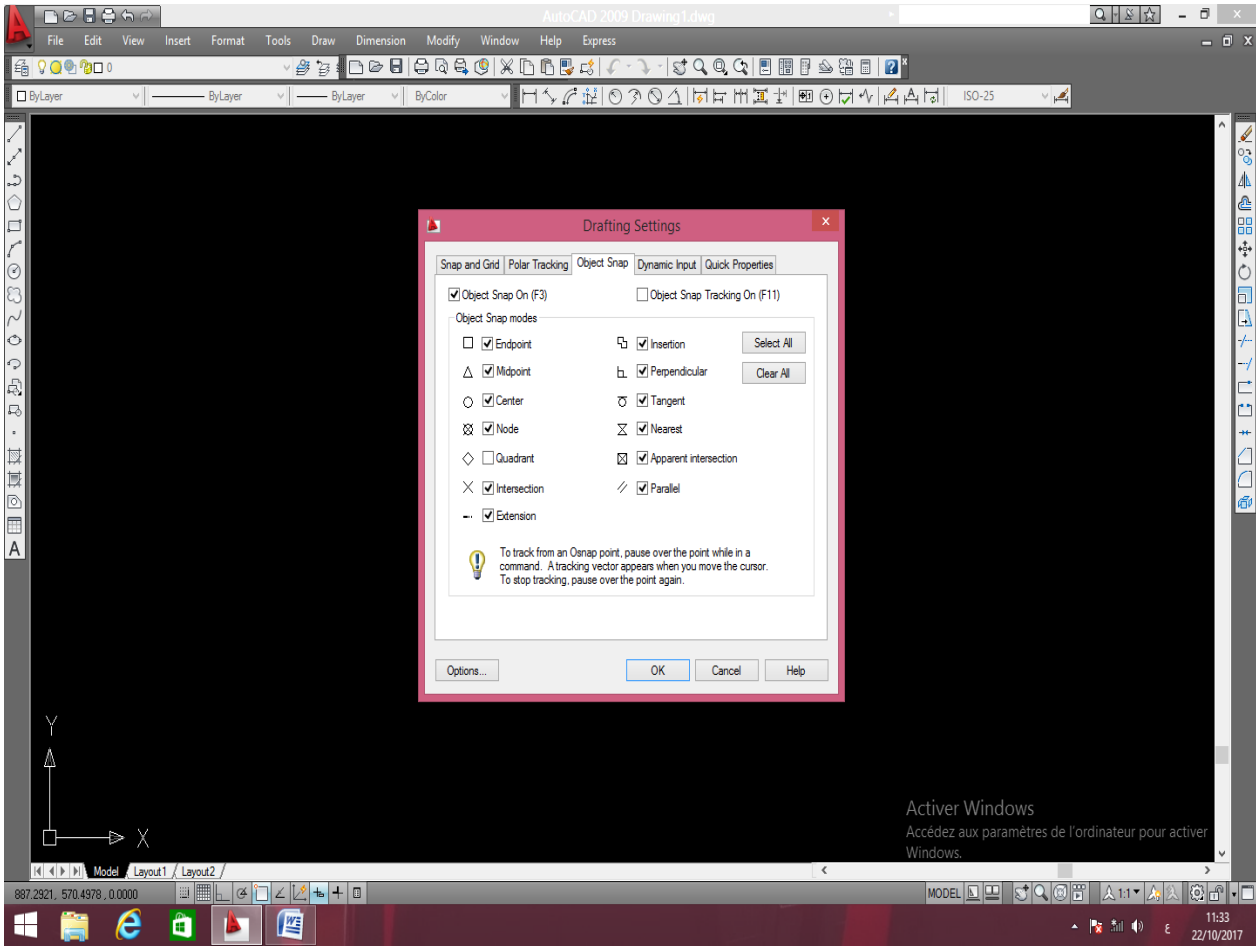 AutoCAD 2009 Drawing1.dwg
File Edit View Insert Format Tools Draw Dimension Modify Window Help Express
0
ByLayer ByLayer ByLayer ByColor ISO-25
Drafting Settings
Snap and Grid Polar Tracking Object Snap Dynamic Input Quick Properties
Object Snap On (F3) Object Snap Tracking On (F11)
Object Snap modes
Endpoint Insertion Select All
Midpoint Perpendicular Clear All
Center Tangent
Node Nearest
Quadrant Apparent intersection
Intersection Parallel
Extension
To track from an Osnap point, pause over the point while in a
command. A tracking vector appears when you move the cursor.
To stop tracking, pause over the point again.
Options... OK Cancel Help
A
Y
X
Activer Windows
Accédez aux paramètres de l'ordinateur pour activer
Windows.
Model Layout1 Layout2
887.2921, 570.4978, 0.0000 MODEL 1:1
ع 11:33
22/10/2017